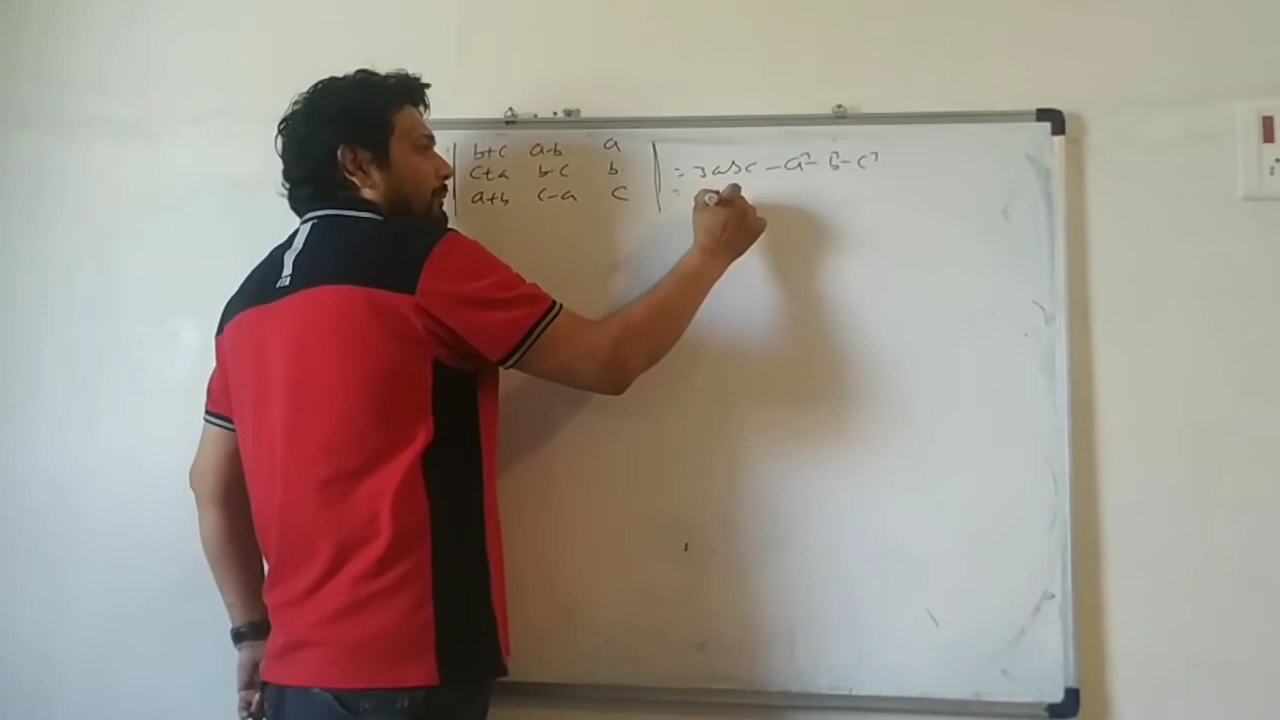 | b+c a-b a | = 3abc - a³ - b³ - c³
| c+a b-c b | =
| a+b c-a c |